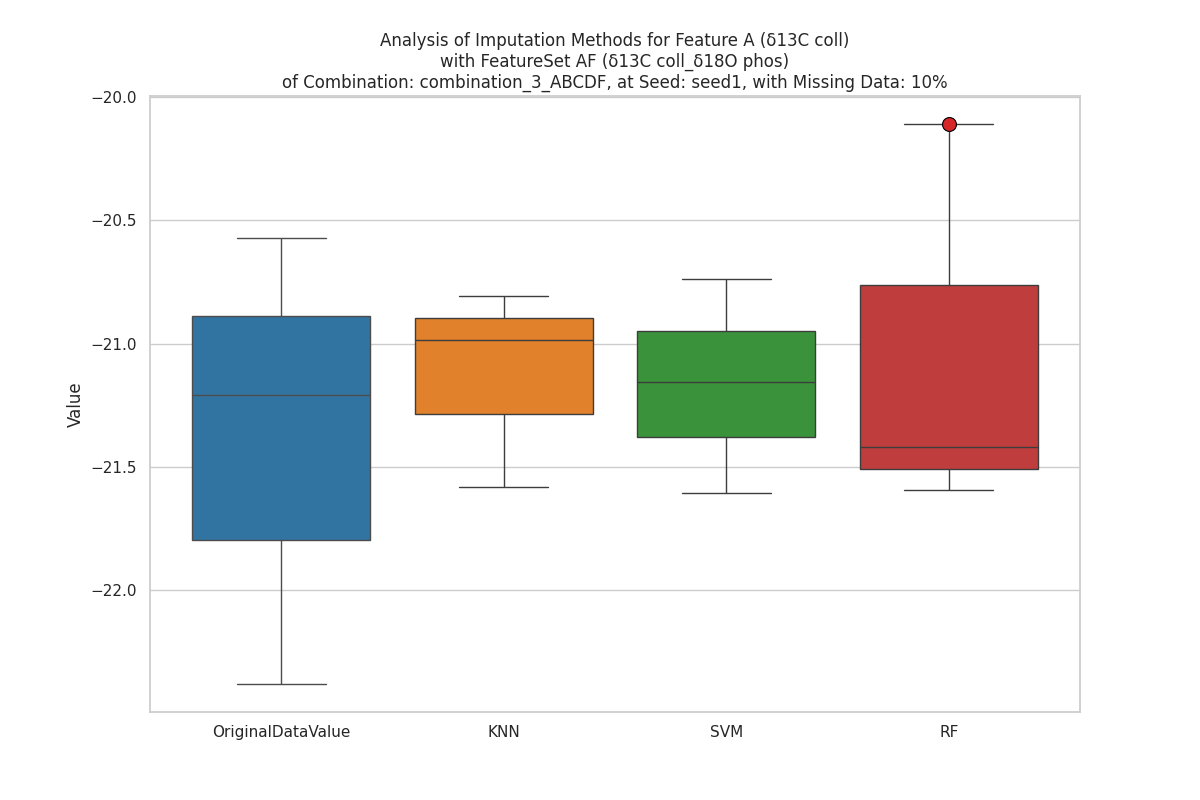 Analysis of Imputation Methods for Feature A (δ13C coll)
with FeatureSet AF (δ13C coll_δ18O phos)
of Combination: combination_3_ABCDF, at Seed: seed1, with Missing Data: 10%
−20.0
−20.5
−21.0
−21.5
−22.0
Value
OriginalDataValue KNN SVM RF